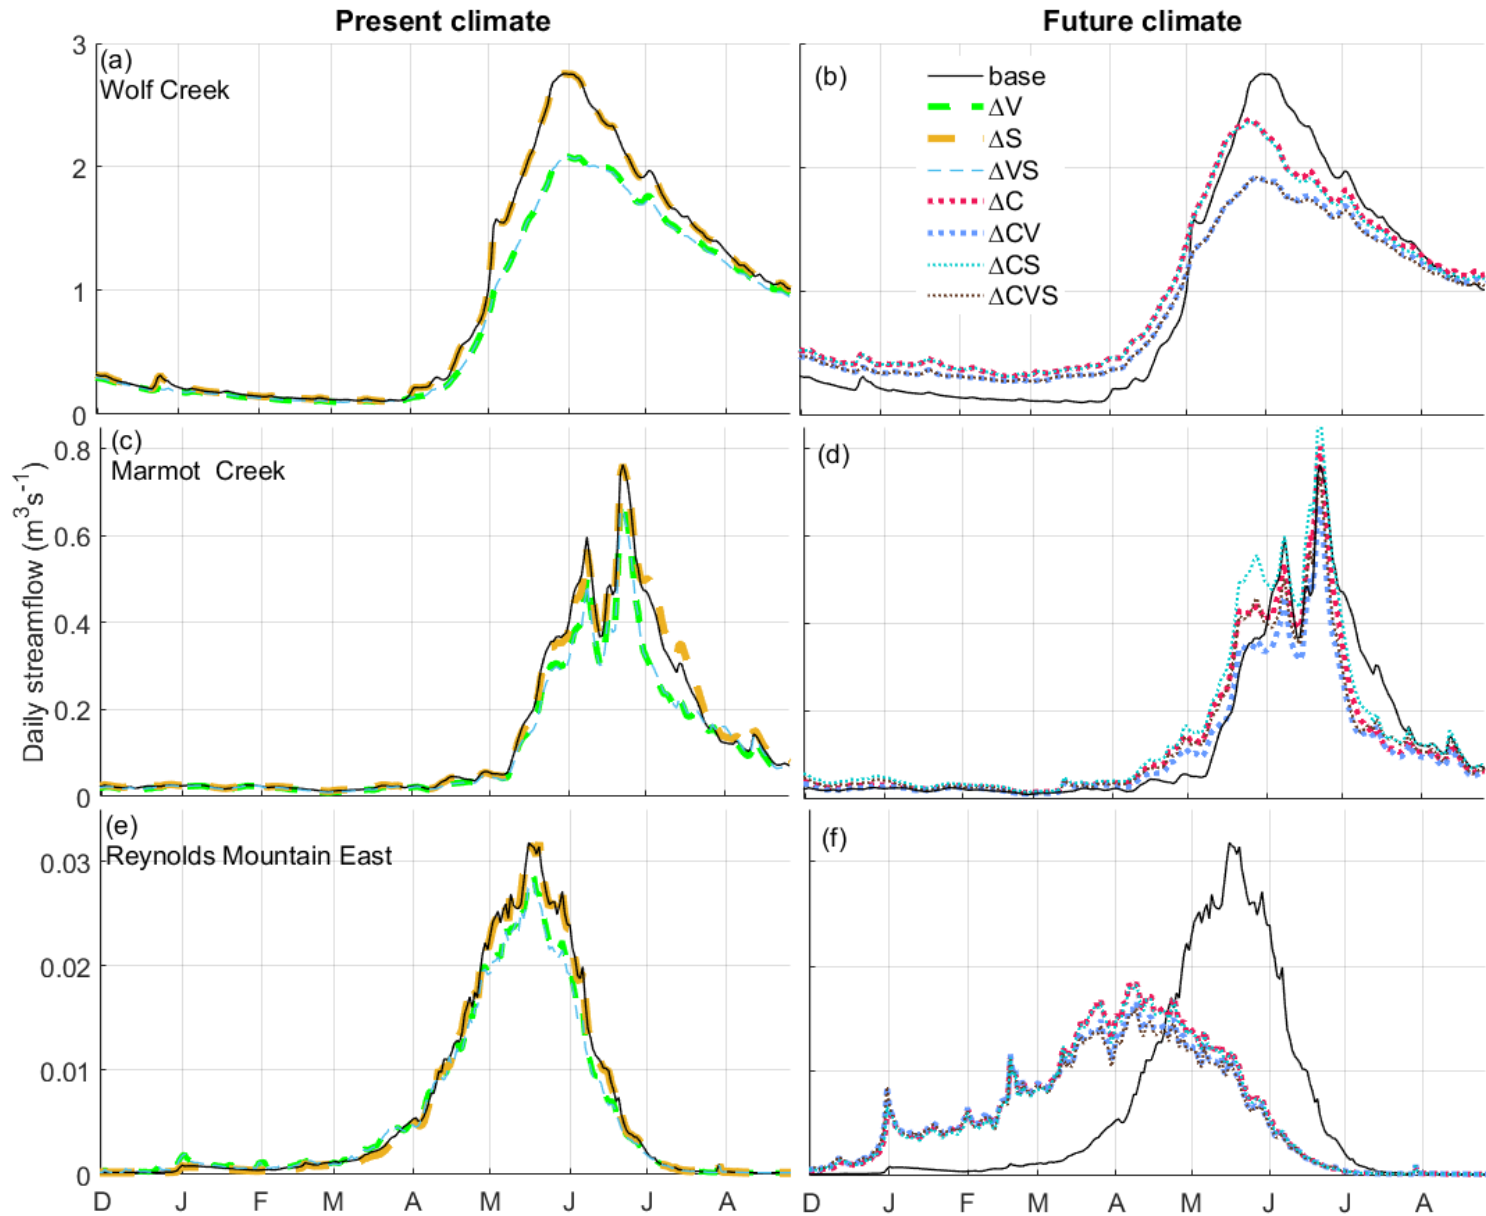 Present climate
Future climate
(a)
Wolf Creek
3
2
1
0
(b)
base
ΔV
ΔS
ΔVS
ΔC
ΔCV
ΔCS
ΔCVS
Daily streamflow (m³s⁻¹)
(c)
Marmot Creek
0.8
0.6
0.4
0.2
0
(d)
(e)
Reynolds Mountain East
0.03
0.02
0.01
0
D J F M A M J J A
(f)
D J F M A M J J A